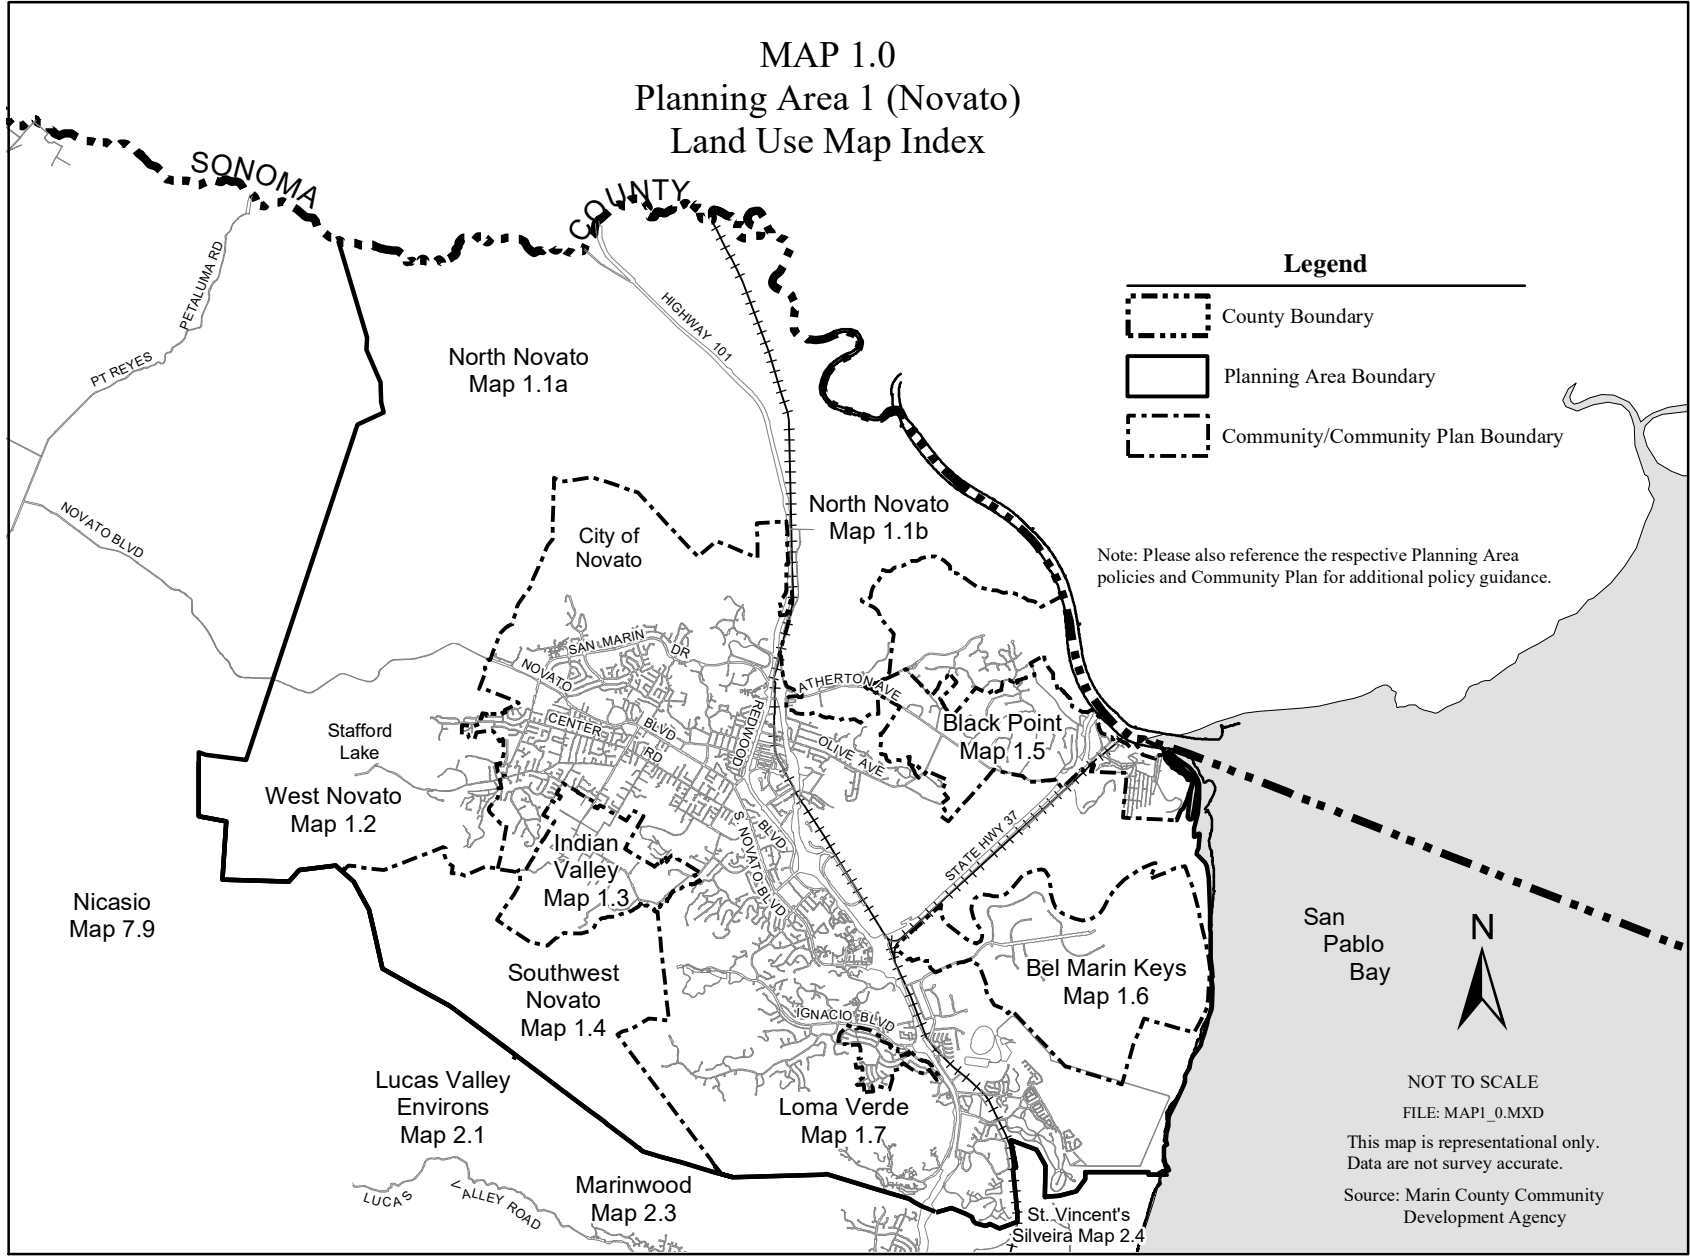 MAP 1.0
Planning Area 1 (Novato)
Land Use Map Index
SONOMA
COUNTY
PETALUMA RD
PT REYES
HIGHWAY 101
Legend
County Boundary
Planning Area Boundary
Community/Community Plan Boundary
North Novato
Map 1.1a
North Novato
Map 1.1b
NOVATO BLVD
City of
Novato
Note: Please also reference the respective Planning Area
policies and Community Plan for additional policy guidance.
SAN MARIN
DR
NOVATO
BLVD
ATHERTON AVE
REDWOOD
BLVD
CENTER
RD
OLIVE AVE
Black Point
Map 1.5
Stafford
Lake
West Novato
Map 1.2
S NOVATO BLVD
STATE HWY 37
Indian
Valley
Map 1.3
Nicasio
Map 7.9
San
Pablo
Bay
N
Bel Marin Keys
Map 1.6
Southwest
Novato
Map 1.4
IGNACIO BLVD
Lucas Valley
Environs
Map 2.1
Loma Verde
Map 1.7
NOT TO SCALE
FILE: MAP1_0.MXD
This map is representational only.
Data are not survey accurate.
Source: Marin County Community
Development Agency
LUCAS
VALLEY ROAD
Marinwood
Map 2.3
St. Vincent's
Silveira Map 2.4